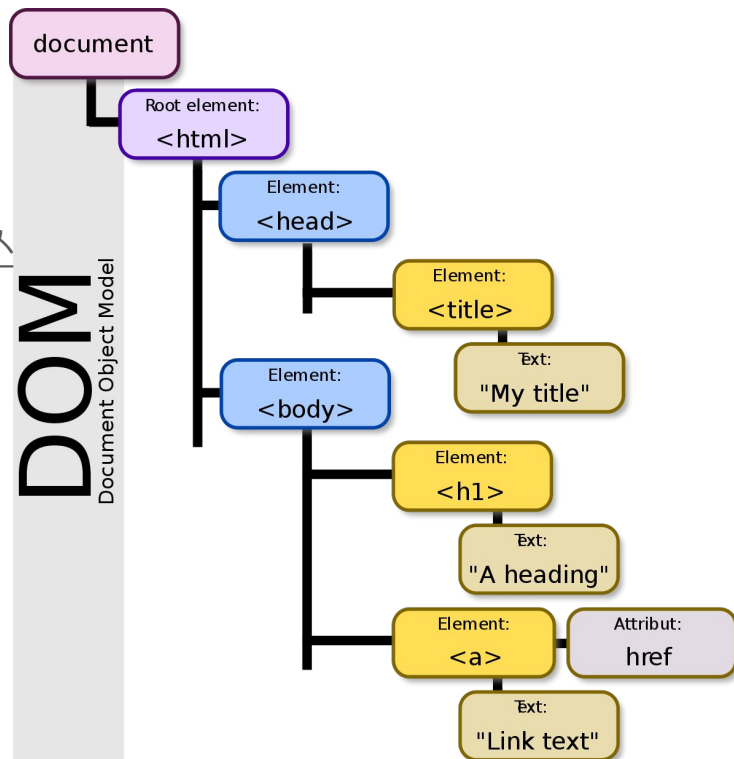 document
Root element:
<html>
Element:
<head>
Element:
<title>
Text:
"My title"
DOM
Document Object Model
Element:
<body>
Element:
<h1>
Text:
"A heading"
Element:
<a>
Attribut:
href
Text:
"Link text"